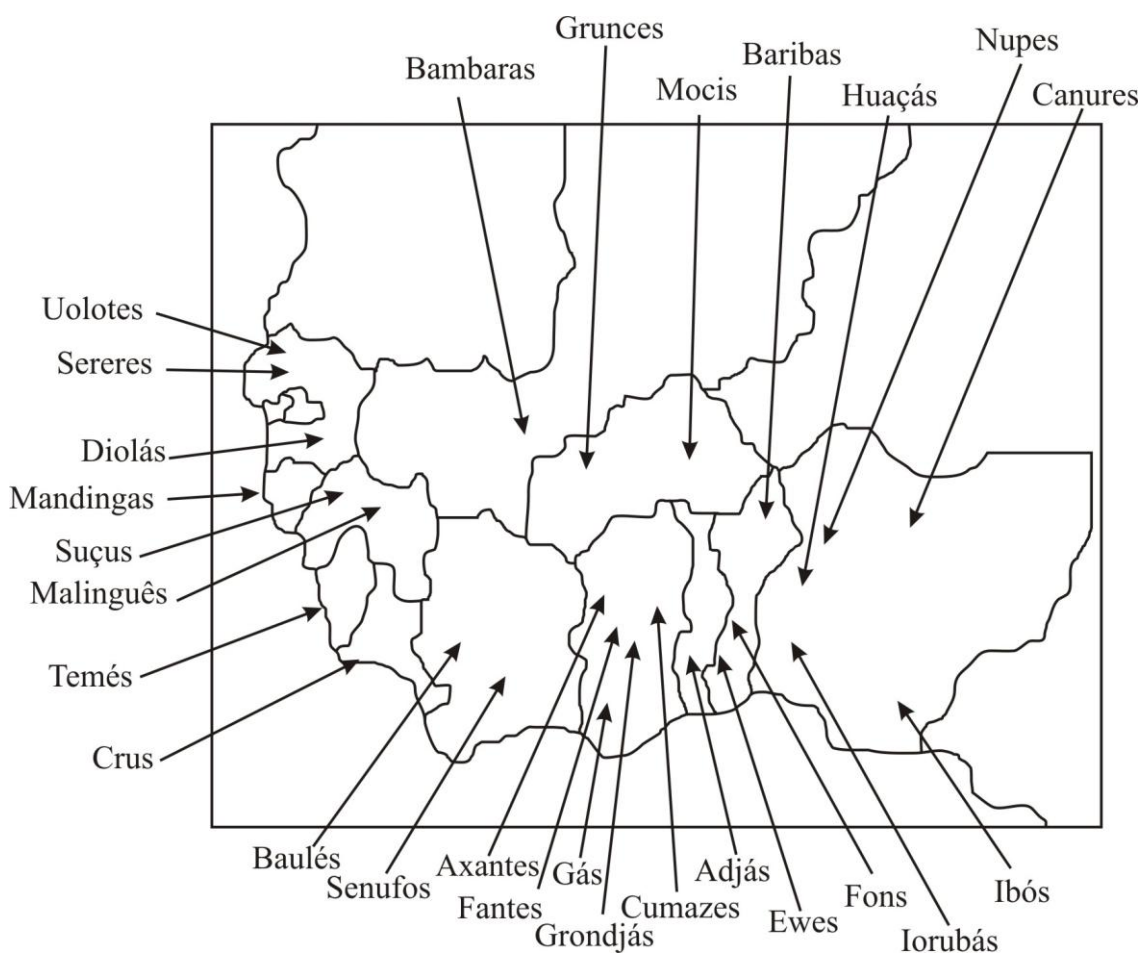 Grunces
Nupes
Baribas
Bambaras
Mocis
Huaçás
Canures
Uolotes
Sereres
Diolás
Mandingas
Suçus
Malinguês
Temés
Crus
Baulés
Senufos
Axantes
Fantes
Gás
Grondjás
Cumazes
Adjás
Ewes
Fons
Iorubás
Ibós